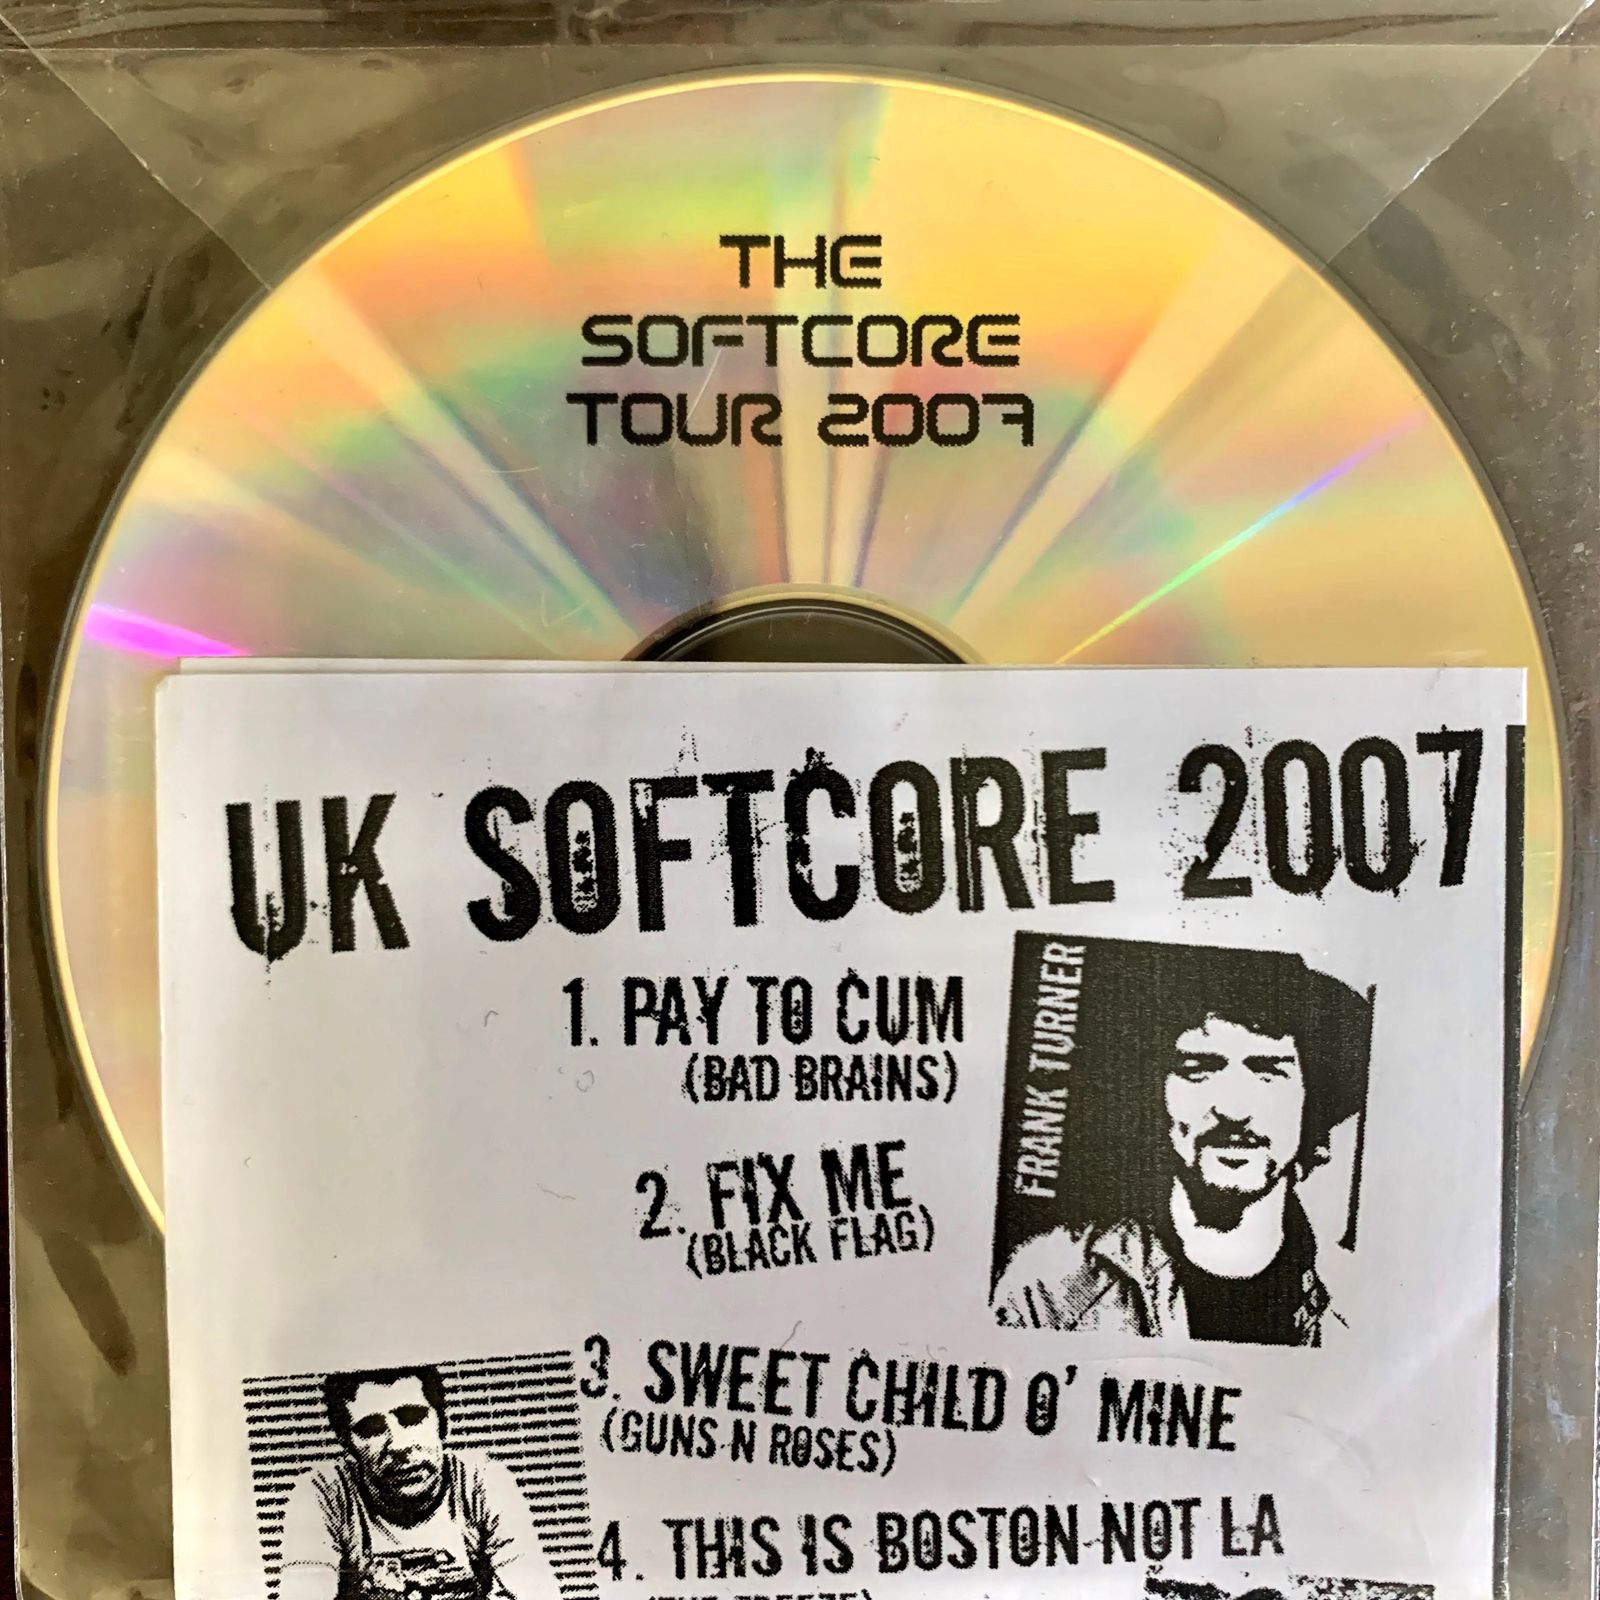 THE
SOFTCORE
TOUR 2007
UK SOFTCORE 2007
1. PAY TO CUM
(BAD BRAINS)
FRANK TURNER
2. FIX ME
(BLACK FLAG)
3. SWEET CHILD O' MINE
(GUNS N ROSES)
4. THIS IS BOSTON NOT LA